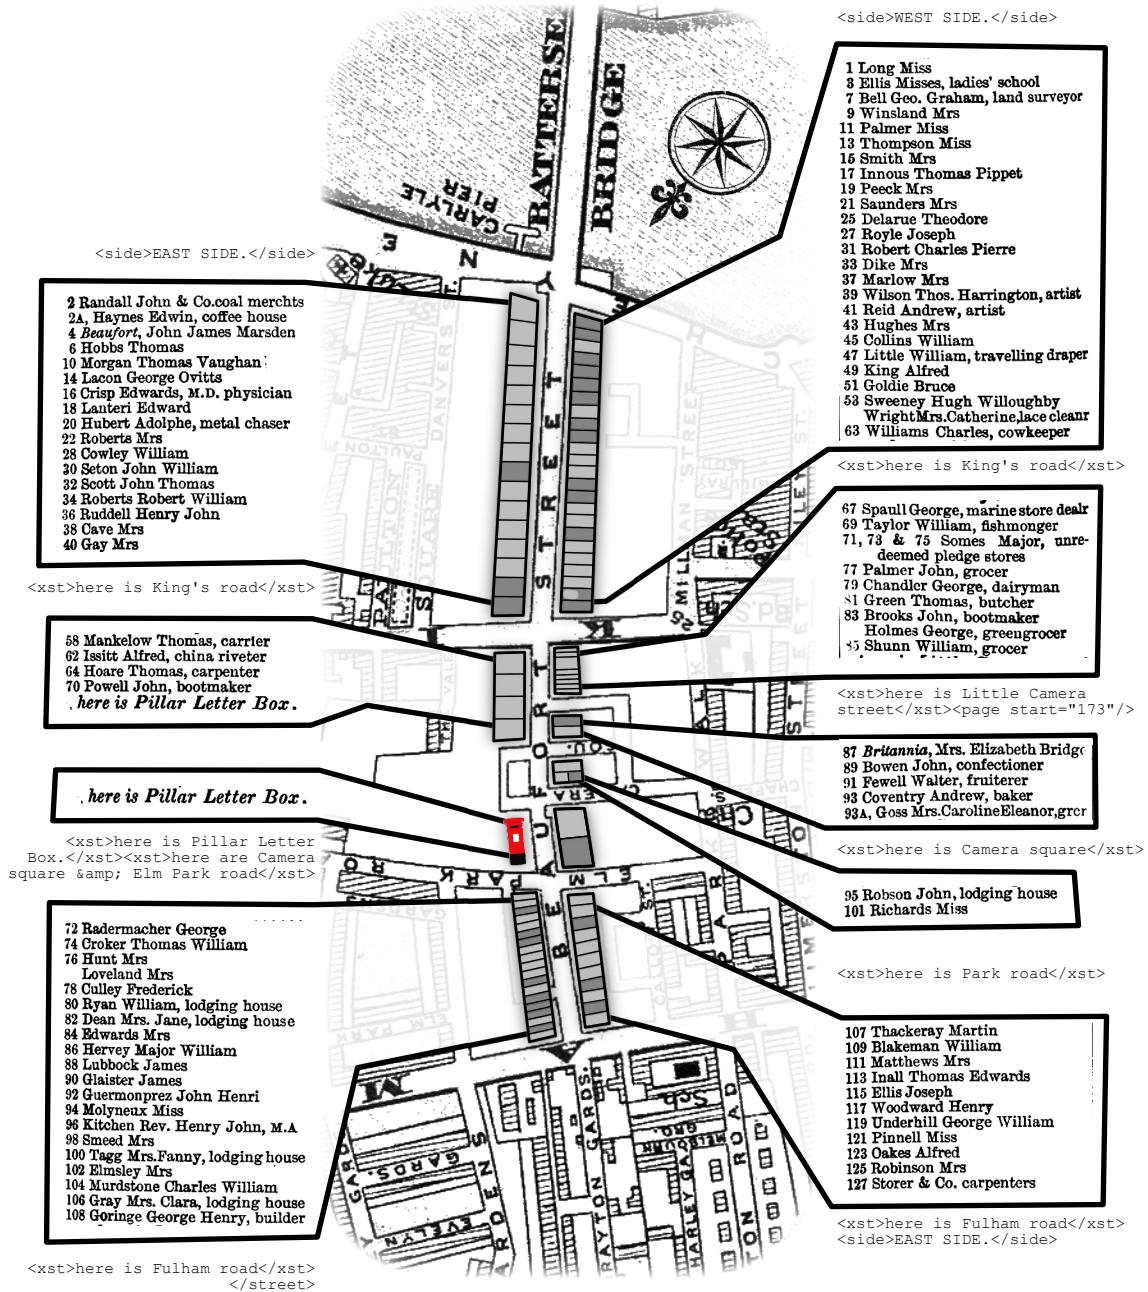 <side>WEST SIDE.</side>
1 Long Miss
3 Ellis Misses, ladies' school
7 Bell Geo. Graham, land surveyor
9 Winsland Mrs
11 Palmer Miss
13 Thompson Miss
15 Smith Mrs
17 Innous Thomas Pippet
19 Peeck Mrs
21 Saunders Mrs
25 Delarue Theodore
27 Royle Joseph
31 Robert Charles Pierre
33 Dike Mrs
37 Marlow Mrs
39 Wilson Thos. Harrington, artist
41 Reid Andrew, artist
43 Hughes Mrs
45 Collins William
47 Little William, travelling draper
49 King Alfred
51 Goldie Bruce
53 Sweeney Hugh Willoughby
Wright Mrs. Catherine, lace cleanr
63 Williams Charles, cowkeeper
<xst>here is King's road</xst>
67 Spaull George, marine store dealr
69 Taylor William, fishmonger
71, 73 & 75 Somes Major, unre-
deemed pledge stores
77 Palmer John, grocer
79 Chandler George, dairyman
81 Green Thomas, butcher
83 Brooks John, bootmaker
Holmes George, greengrocer
85 Shunn William, grocer
<xst>here is Little Camera
street</xst><page start="173"/>
87 Britannia, Mrs. Elizabeth Bridge
89 Bowen John, confectioner
91 Fewell Walter, fruiterer
93 Coventry Andrew, baker
93A, Goss Mrs. Caroline Eleanor, grcr
<xst>here is Camera square</xst>
95 Robson John, lodging house
101 Richards Miss
<xst>here is Park road</xst>
107 Thackeray Martin
109 Blakeman William
111 Matthews Mrs
113 Inall Thomas Edwards
115 Ellis Joseph
117 Woodward Henry
119 Underhill George William
121 Pinnell Miss
123 Oakes Alfred
125 Robinson Mrs
127 Storer & Co. carpenters
<xst>here is Fulham road</xst>
<side>EAST SIDE.</side>
<side>EAST SIDE.</side>
2 Randall John & Co. coal merchts
2A, Haynes Edwin, coffee house
4 Beaufort, John James Marsden
6 Hobbs Thomas
10 Morgan Thomas Vaughan
14 Lacon George Ovitts
16 Crisp Edwards, M.D. physician
18 Lanteri Edward
20 Hubert Adolphe, metal chaser
22 Roberts Mrs
28 Cowley William
30 Seton John William
32 Scott John Thomas
34 Roberts Robert William
36 Ruddell Henry John
38 Cave Mrs
40 Gay Mrs
<xst>here is King's road</xst>
58 Mankelow Thomas, carrier
62 Issitt Alfred, china riveter
64 Hoare Thomas, carpenter
70 Powell John, bootmaker
here is Pillar Letter Box.
here is Pillar Letter Box.
<xst>here is Pillar Letter
Box.</xst><xst>here are Camera
square &amp; Elm Park road</xst>
72 Radermacher George
74 Croker Thomas William
76 Hunt Mrs
Loveland Mrs
78 Culley Frederick
80 Ryan William, lodging house
82 Dean Mrs. Jane, lodging house
84 Edwards Mrs
86 Hervey Major William
88 Lubbock James
90 Glaister James
92 Guermonprez John Henri
94 Molyneux Miss
96 Kitchen Rev. Henry John, M.A
98 Smeed Mrs
100 Tagg Mrs. Fanny, lodging house
102 Elmsley Mrs
104 Murdstone Charles William
106 Gray Mrs. Clara, lodging house
108 Goringe George Henry, builder
<xst>here is Fulham road</xst>
</street>
BATTERSE
BRIDGE
CARLYLE
PIER
DANVERS ST.
SQUARE
MILLMAN STREET
BEAUFORT STREET
CAMERA
ELM PARK RO
GARDS.
EVELYN
GARDENS
GARDS.
Sch
MELBOURN
GRO.
ROAD